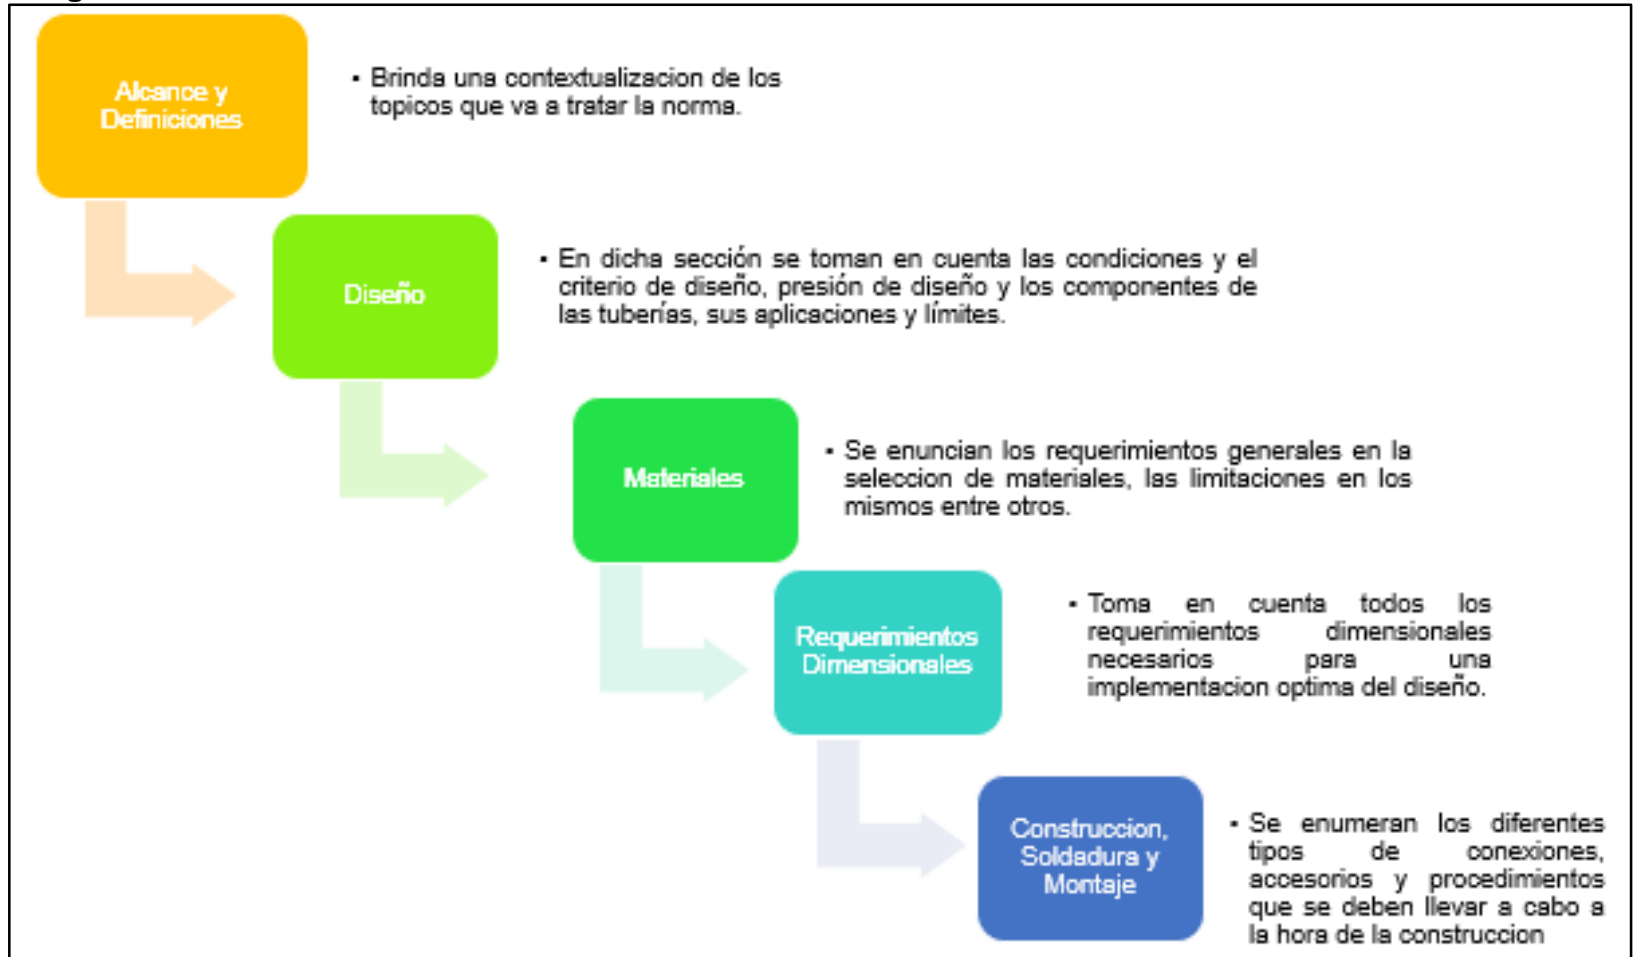 Alcance y
Definiciones
▪ Brinda una contextualizacion de los
topicos que va a tratar la norma.
Diseño
▪ En dicha sección se toman en cuenta las condiciones y el
criterio de diseño, presión de diseño y los componentes de
las tuberías, sus aplicaciones y límites.
Materiales
▪ Se enuncian los requerimientos generales en la
seleccion de materiales, las limitaciones en los
mismos entre otros.
Requerimientos
Dimensionales
▪ Toma en cuenta todos los
requerimientos dimensionales
necesarios para una
implementacion optima del diseño.
Construccion,
Soldadura y
Montaje
▪ Se enumeran los diferentes
tipos de conexiones,
accesorios y procedimientos
que se deben llevar a cabo a
la hora de la construccion